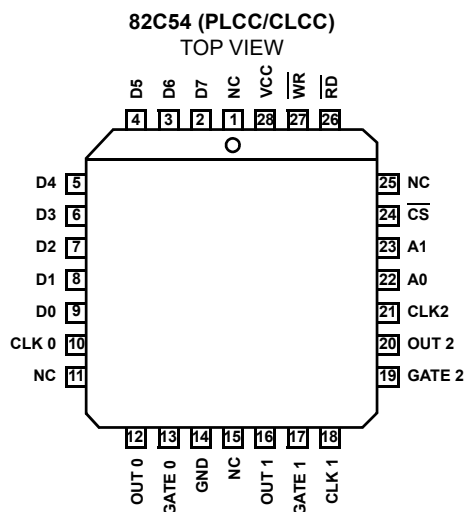 82C54 (PLCC/CLCC)
TOP VIEW
D5 D6 D7 NC VCC WR RD
4 3 2 1 28 27 26
D4 5
D3 6
D2 7
D1 8
D0 9
CLK 0 10
NC 11
25 NC
24 CS
23 A1
22 A0
21 CLK2
20 OUT 2
19 GATE 2
12 13 14 15 16 17 18
OUT 0 GATE 0 GND NC OUT 1 GATE 1 CLK 1